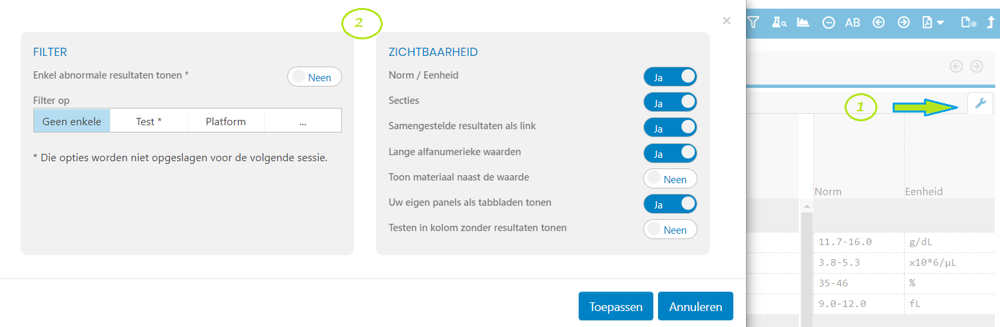 2
×
FILTER
Enkel abnormale resultaten tonen *
Neen
Filter op
Geen enkele
Test *
Platform
...
* Die opties worden niet opgeslagen voor de volgende sessie.
ZICHTBAARHEID
Norm / Eenheid
Ja
Secties
Ja
Samengestelde resultaten als link
Ja
Lange alfanumerieke waarden
Ja
Toon materiaal naast de waarde
Neen
Uw eigen panels als tabbladen tonen
Ja
Testen in kolom zonder resultaten tonen
Neen
Toepassen
Annuleren
AB
1
Norm
Eenheid
11.7-16.0
g/dL
3.8-5.3
x10*6/µL
35-46
%
9.0-12.0
fL